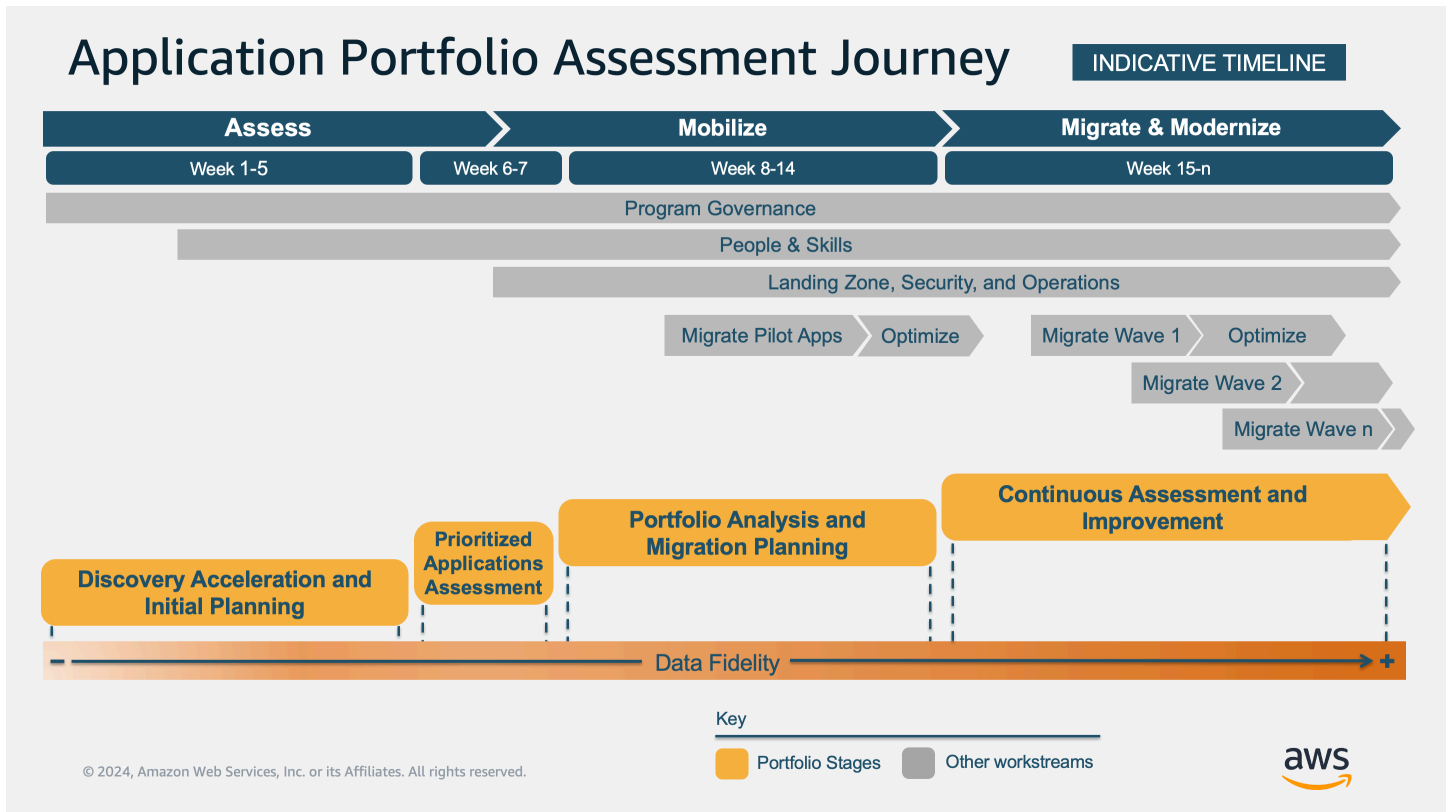 Application Portfolio Assessment Journey
INDICATIVE TIMELINE
Assess
Mobilize
Migrate & Modernize
Week 1-5
Week 6-7
Week 8-14
Week 15-n
Program Governance
People & Skills
Landing Zone, Security, and Operations
Migrate Pilot Apps
Optimize
Migrate Wave 1
Optimize
Migrate Wave 2
Migrate Wave n
Continuous Assessment and
Improvement
Portfolio Analysis and
Migration Planning
Prioritized
Applications
Assessment
Discovery Acceleration and
Initial Planning
Data Fidelity
Key
Portfolio Stages
Other workstreams
© 2024, Amazon Web Services, Inc. or its Affiliates. All rights reserved.
aws